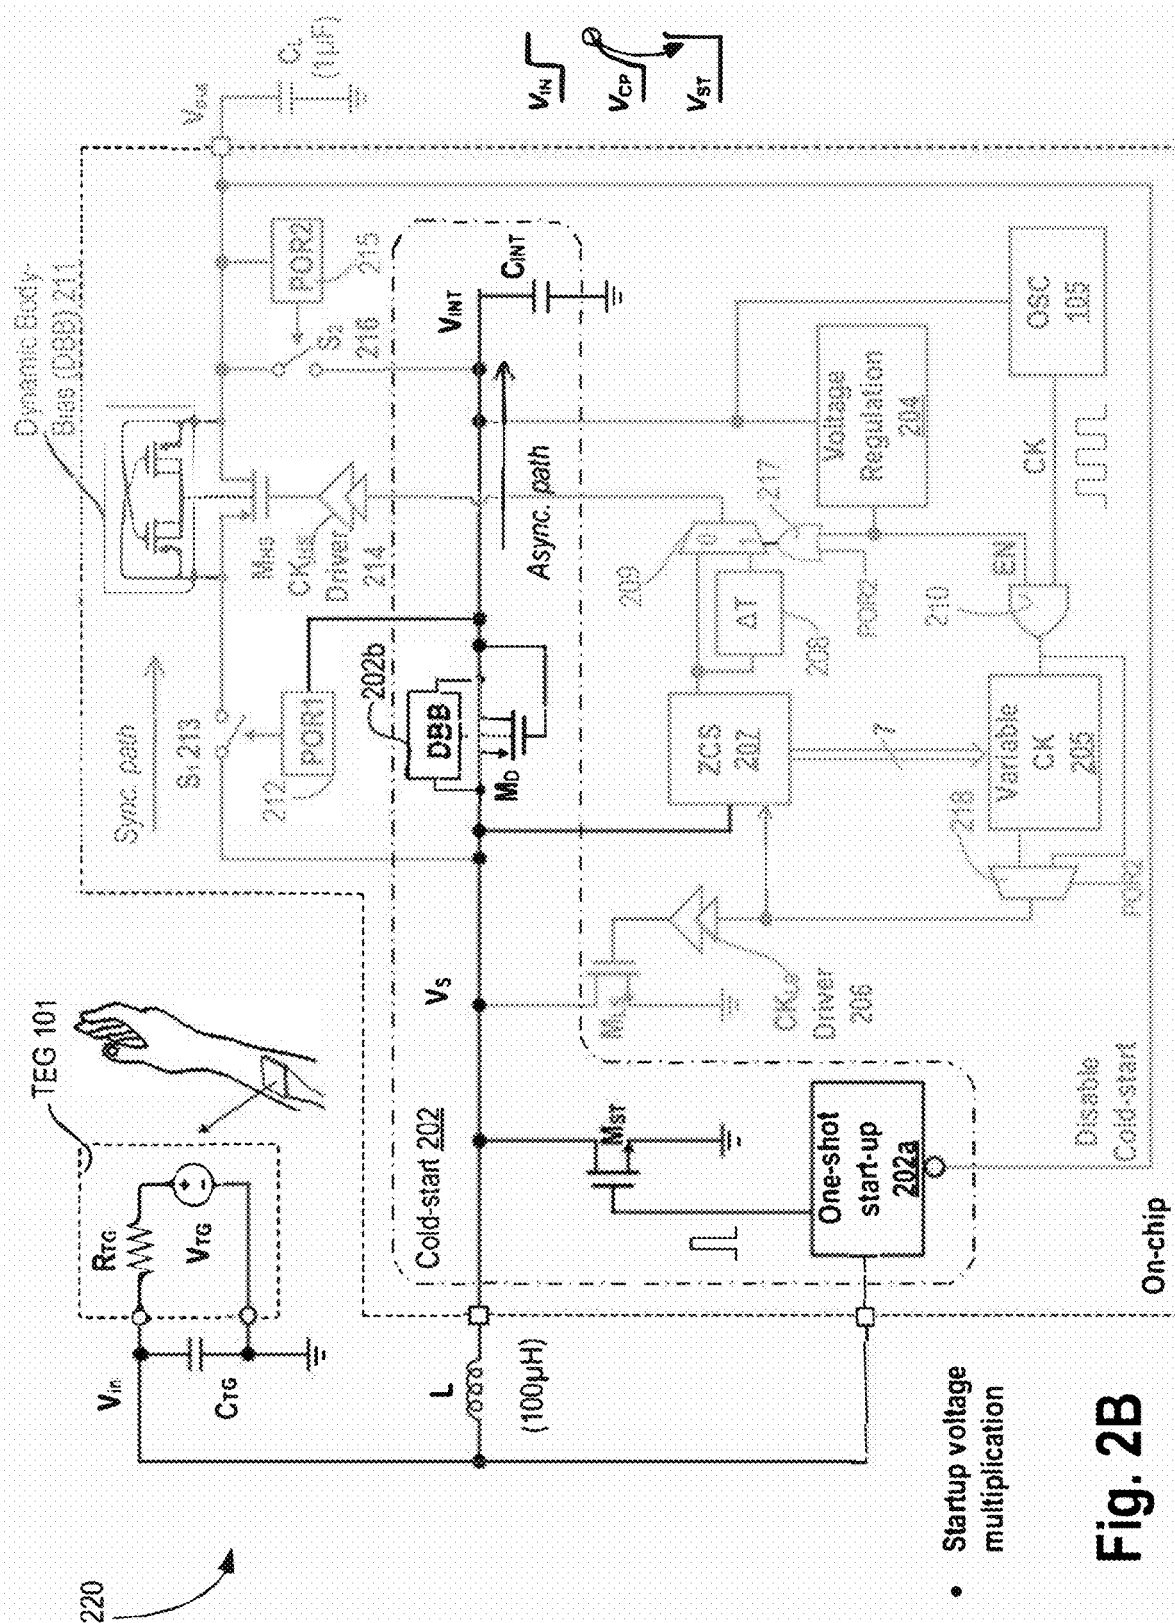 220
TEG 101
RTG
VTG
Vin
CTG
L
(100µH)
Dynamic Body-
Bias (DBB) 211
Sync. path
S1 213
PORT
212
MHS
Driver
214
POR2
215
S2
216
Vout
CL
(1µF)
Cold-start 202
VS
DBB
202b
MD
Async. path
VINT
CINT
MST
One-shot
start-up
202a
Driver
206
ZCS
207
ΔT
208
209
0
217
POR2
Voltage
Regulation
204
OSC
105
CK
EN
210
7
Variable
CK
205
218
POR2
Disable
Cold-start
On-chip
VIN
VCP
VST
• Startup voltage
multiplication
Fig. 2B